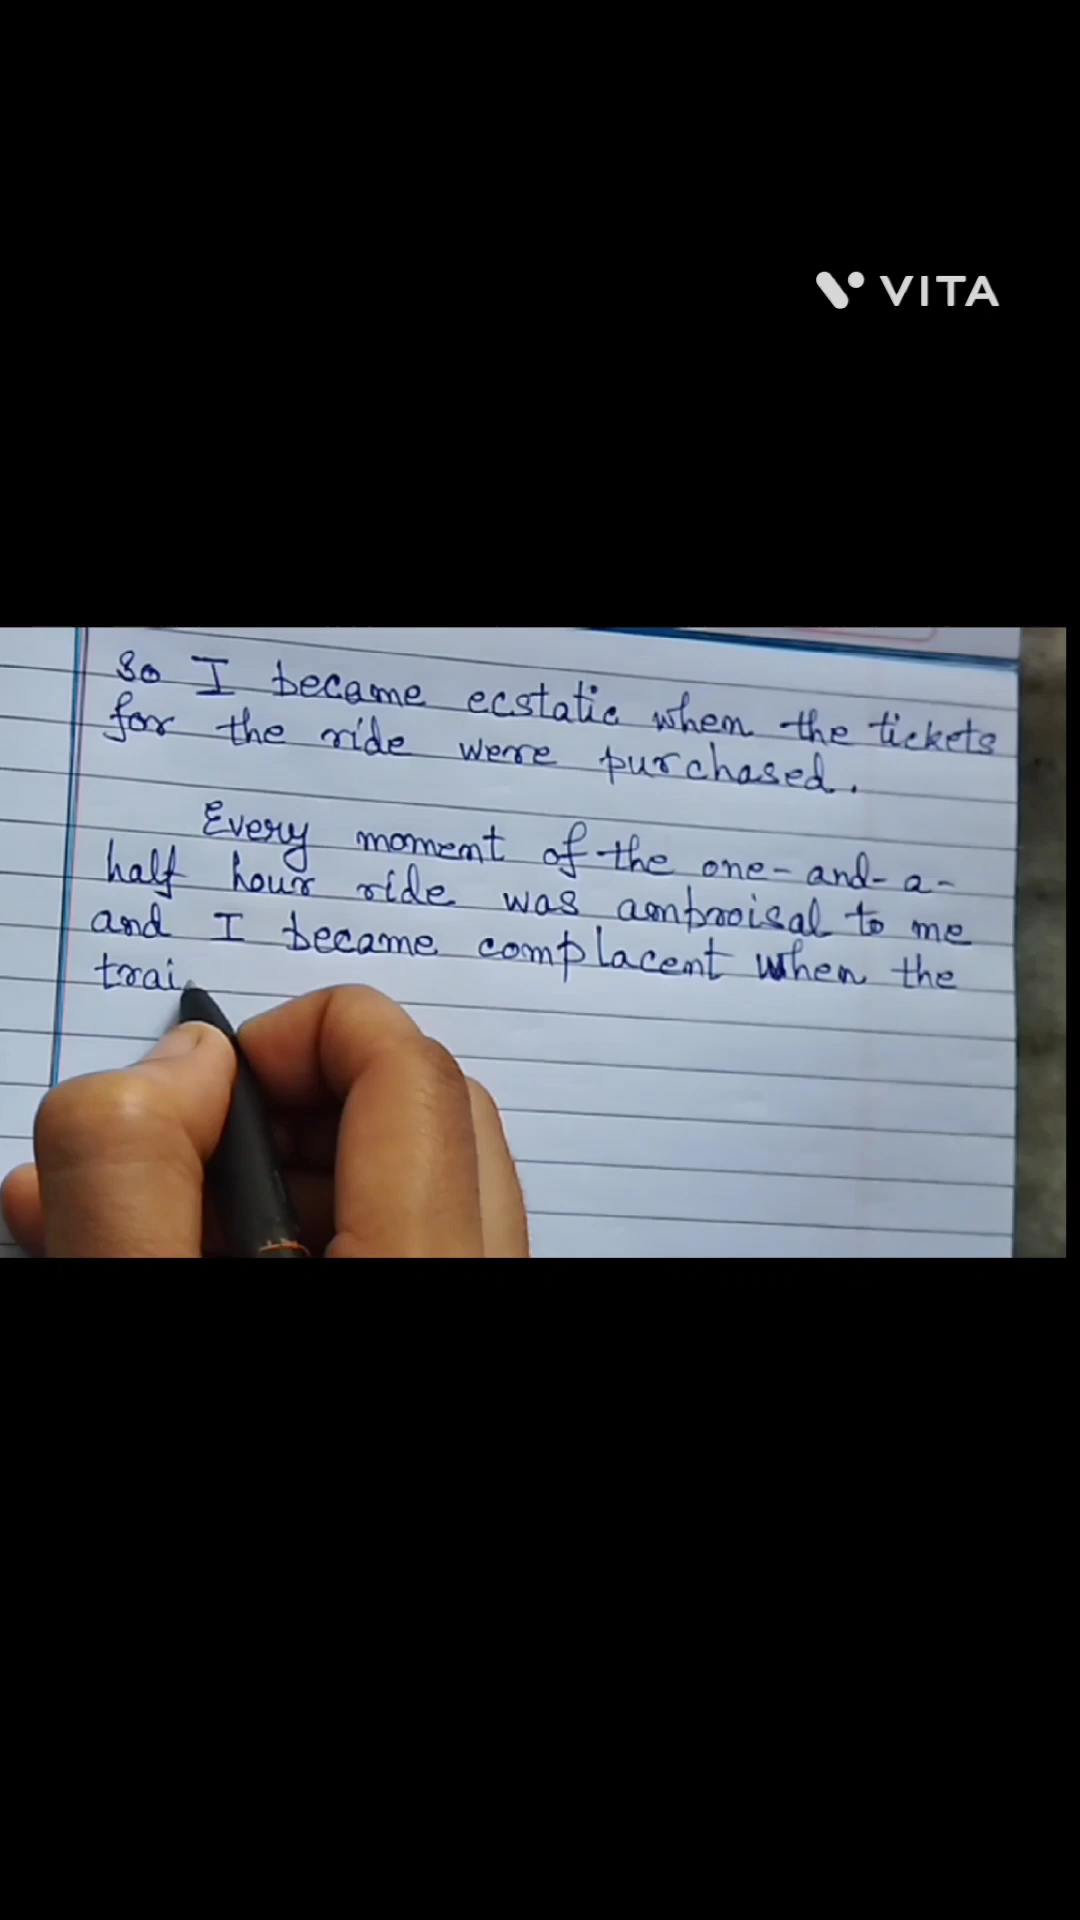 VITA
So I became ecstatic when the tickets
for the ride were purchased.
Every moment of the one-and-a-
half hour ride was ambroisal to me
and I became complacent when the
trai